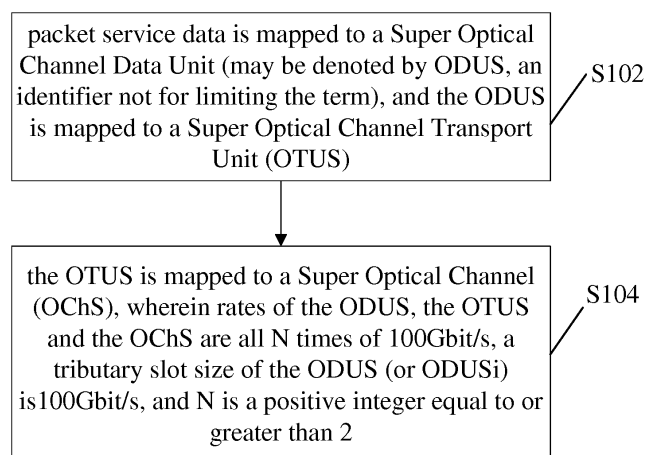 packet service data is mapped to a Super Optical
Channel Data Unit (may be denoted by ODUS, an
identifier not for limiting the term), and the ODUS
is mapped to a Super Optical Channel Transport
Unit (OTUS)
S102
the OTUS is mapped to a Super Optical Channel
(OChS), wherein rates of the ODUS, the OTUS
and the OChS are all N times of 100Gbit/s, a
tributary slot size of the ODUS (or ODUSi)
is100Gbit/s, and N is a positive integer equal to or
greater than 2
S104